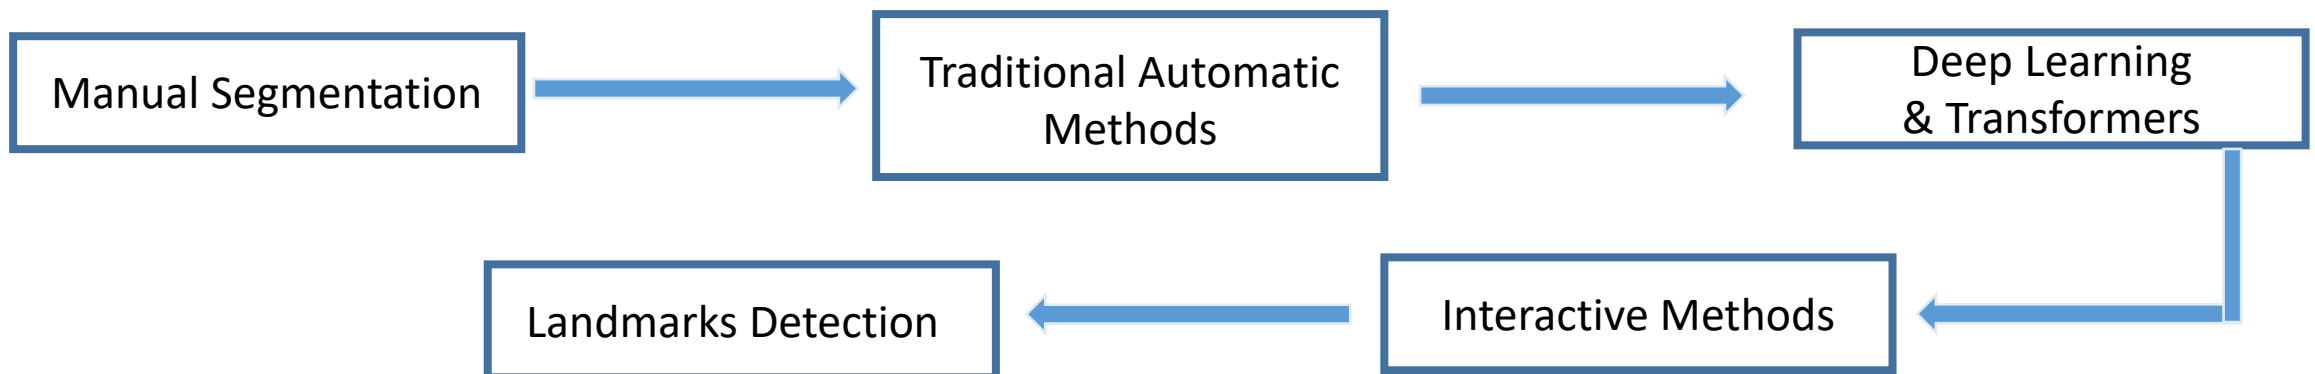 Manual Segmentation
Traditional Automatic
Methods
Deep Learning
& Transformers
Interactive Methods
Landmarks Detection